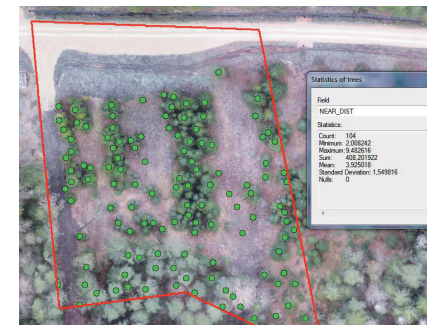 Statistics of trees
Field
NEAR_DIST
Statistics:
Count: 104
Minimum: 2,008242
Maximum: 9,482616
Sum: 408,201922
Mean: 3,925018
Standard Deviation: 1,549816
Nulls: 0